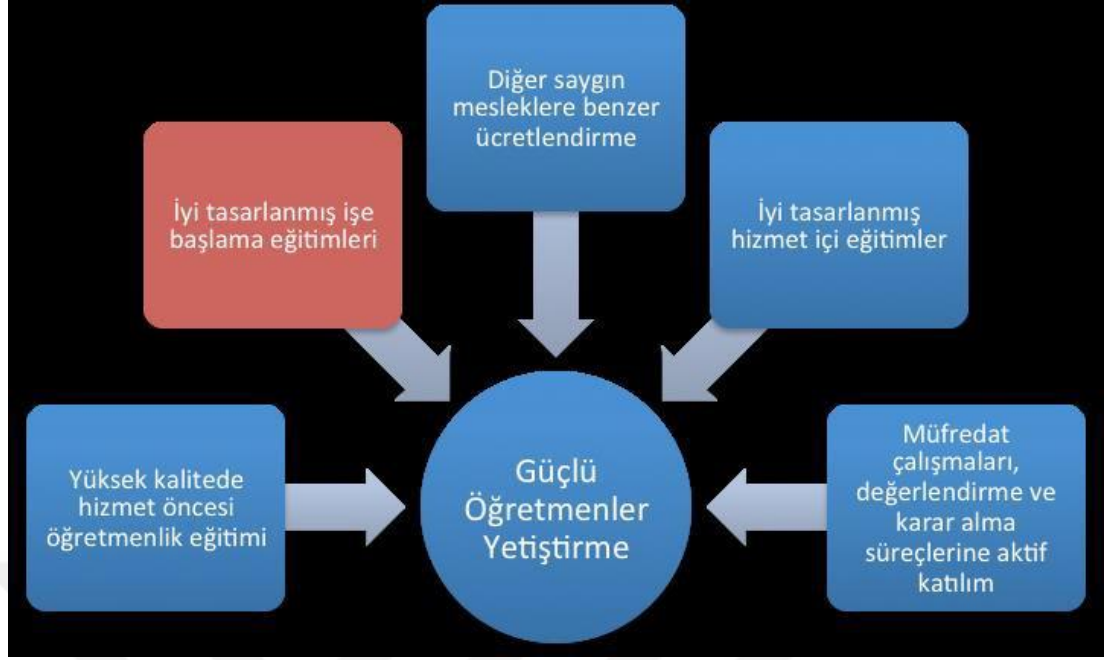 Diğer saygın
mesleklere benzer
ücretlendirme
İyi tasarlanmış işe
başlama eğitimleri
İyi tasarlanmış
hizmet içi eğitimler
Yüksek kalitede
hizmet öncesi
öğretmenlik eğitimi
Güçlü
Öğretmenler
Yetiştirme
Müfredat
çalışmaları,
değerlendirme ve
karar alma
süreçlerine aktif
katılım